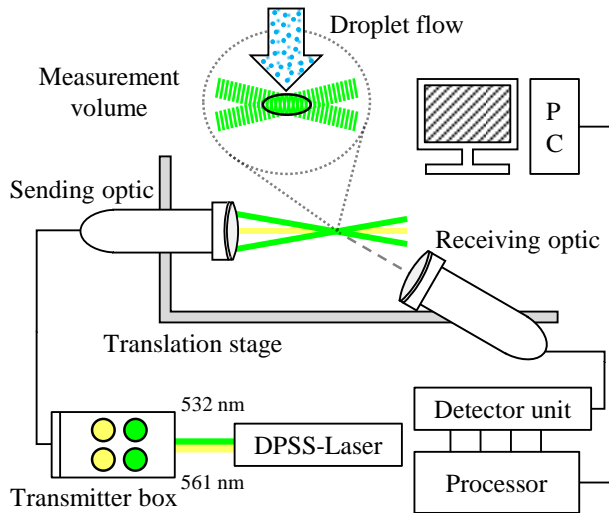 Droplet flow
Measurement
volume
P
C
Sending optic
Receiving optic
Translation stage
532 nm
Detector unit
DPSS-Laser
561 nm
Transmitter box
Processor